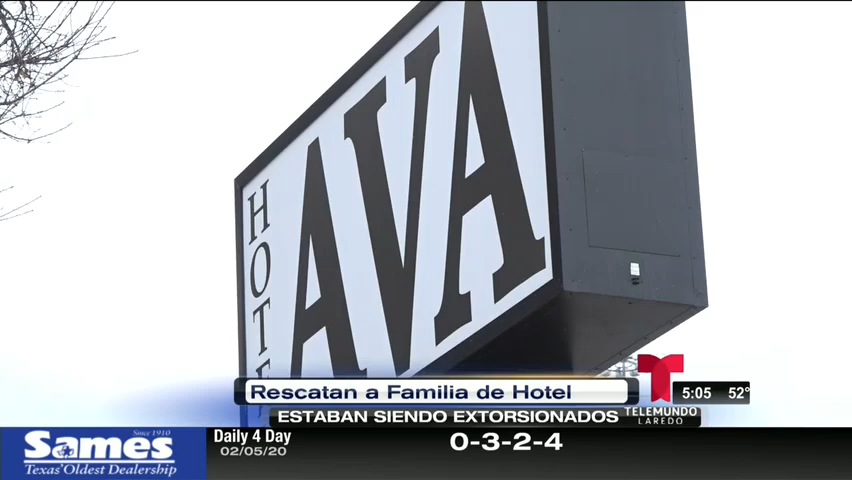 HOTEL
AVA
Rescatan a Familia de Hotel
ESTABAN SIENDO EXTORSIONADOS
TELEMUNDO
LAREDO
5:05 52°
Since 1910
Sames
Texas' Oldest Dealership
Daily 4 Day
02/05/20
0-3-2-4